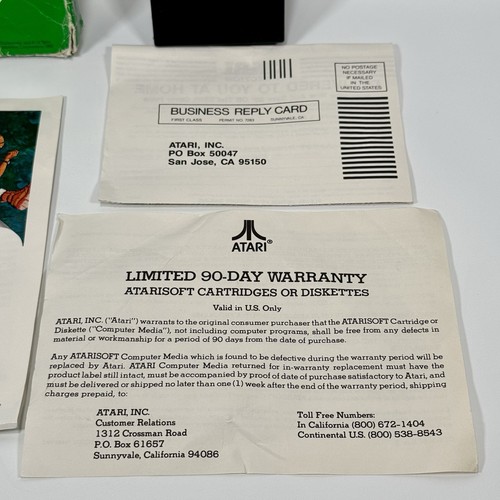 NO POSTAGE
NECESSARY
IF MAILED
IN THE
UNITED STATES
BUSINESS REPLY CARD
FIRST CLASS PERMIT NO. 7260 SUNNYVALE, CA
ATARI, INC.
PO Box 50047
San Jose, CA 95150
ATARI®
LIMITED 90-DAY WARRANTY
ATARISOFT CARTRIDGES OR DISKETTES
Valid in U.S. Only
ATARI, INC. ("Atari") warrants to the original consumer purchaser that the ATARISOFT Cartridge or
Diskette ("Computer Media"), not including computer programs, shall be free from any defects in
material or workmanship for a period of 90 days from the date of purchase.
Any ATARISOFT Computer Media which is found to be defective during the warranty period will be
replaced by Atari. ATARI Computer Media returned for in-warranty replacement must have the
product label still intact, must be accompanied by proof of date of purchase satisfactory to Atari, and
must be delivered or shipped no later than one (1) week after the end of the warranty period, shipping
charges prepaid, to:
ATARI, INC.
Customer Relations
1312 Crossman Road
P.O. Box 61657
Sunnyvale, California 94086
Toll Free Numbers:
In California (800) 672-1404
Continental U.S. (800) 538-8543